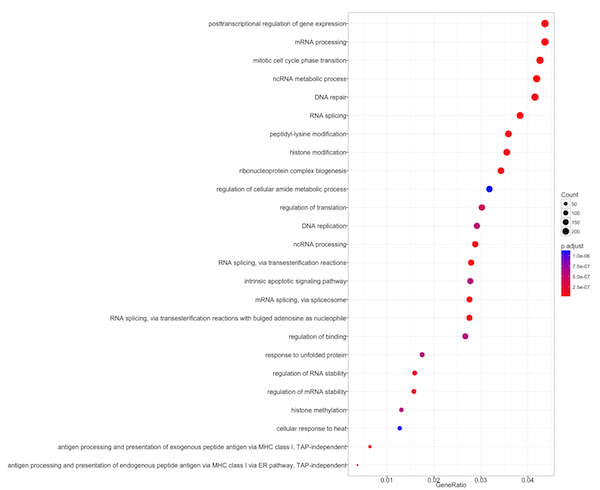 posttranscriptional regulation of gene expression
mRNA processing
mitotic cell cycle phase transition
ncRNA metabolic process
DNA repair
RNA splicing
peptidyl-lysine modification
histone modification
ribonucleoprotein complex biogenesis
regulation of cellular amide metabolic process
regulation of translation
DNA replication
ncRNA processing
RNA splicing, via transesterification reactions
intrinsic apoptotic signaling pathway
mRNA splicing, via spliceosome
RNA splicing, via transesterification reactions with bulged adenosine as nucleophile
regulation of binding
response to unfolded protein
regulation of RNA stability
regulation of mRNA stability
histone methylation
cellular response to heat
antigen processing and presentation of exogenous peptide antigen via MHC class I, TAP-independent
antigen processing and presentation of endogenous peptide antigen via MHC class I via ER pathway, TAP-independent
0.01 0.02 0.03 0.04
GeneRatio
Count
50
100
150
200
p.adjust
1.0e-06
7.5e-07
5.0e-07
2.5e-07